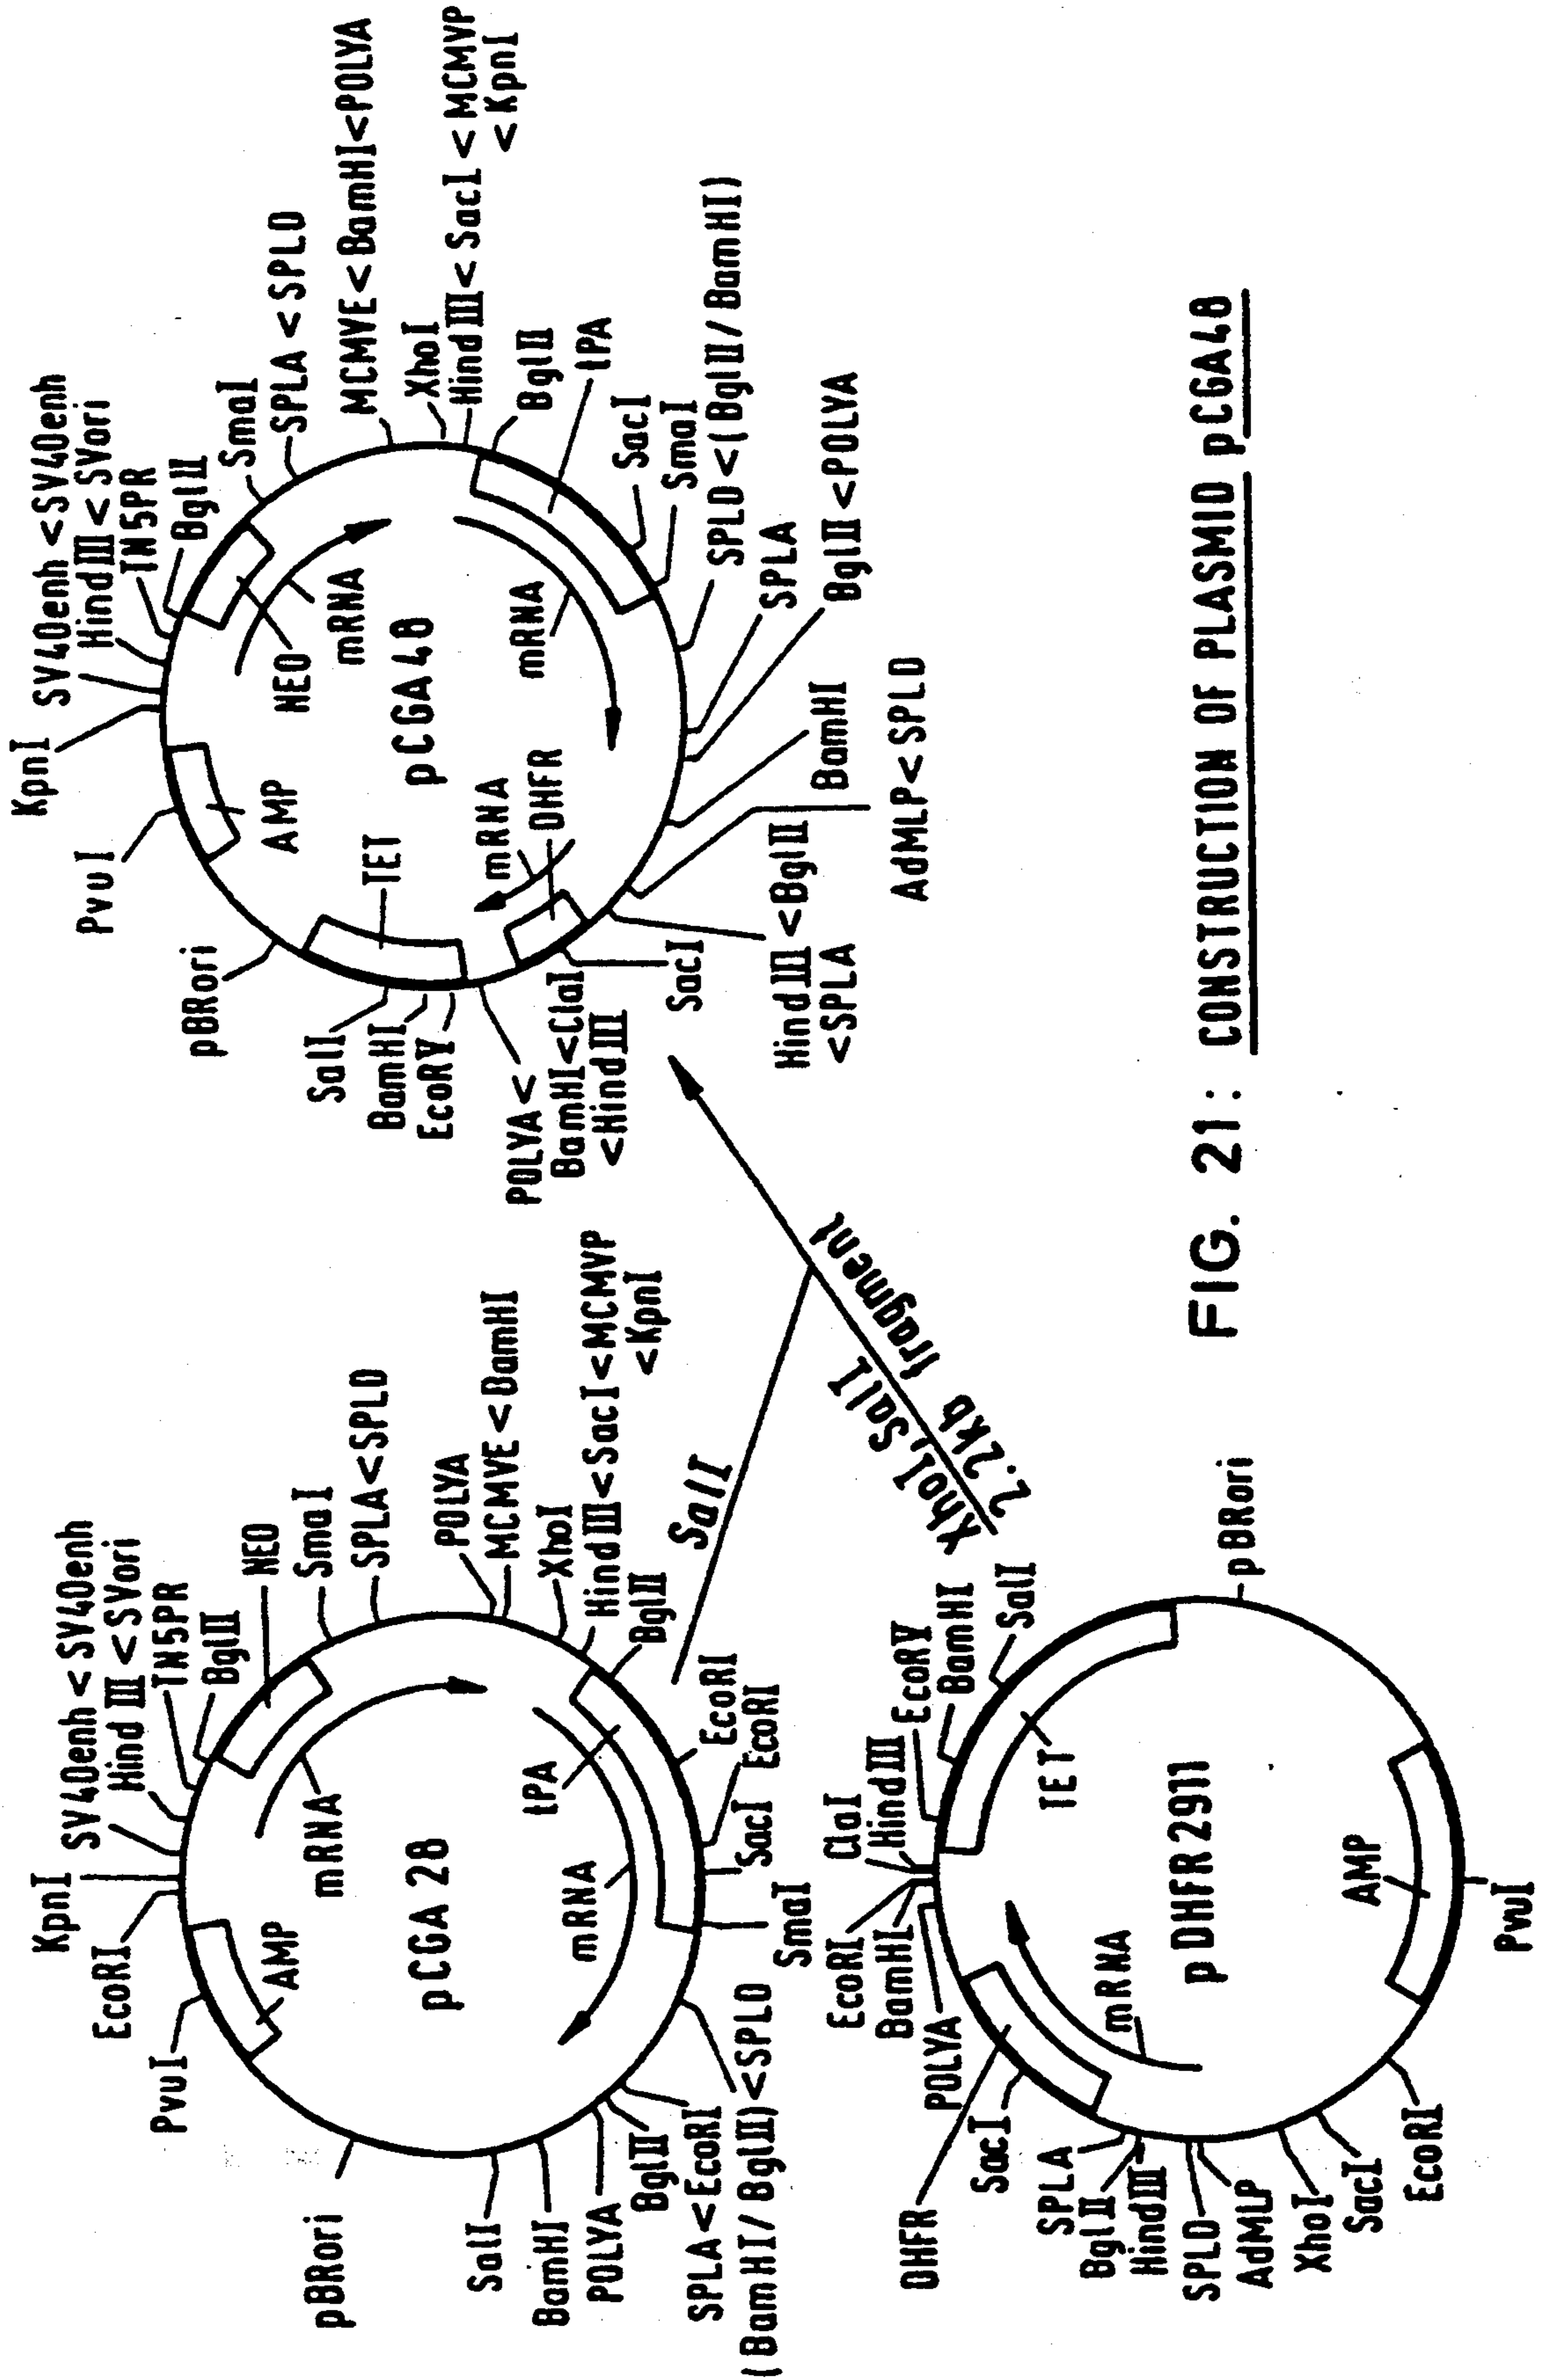 SV40enh <SV40enh
HindIII <SVori
TN5PR
BglII
NEO
SmaI
SPLA<SPLD
POLYA
MCMVE<BamHI
XhoI
HindIII<SacI<MCMVP
<KpnI
BglII
EcoRI
EcoRI
SacI
SmaI
(BamHI/BglII)<SPLD
SPLA<EcoRI
BglII
POLYA
BamHI
SalI
pBRori
PvuI
EcoRI
KpnI
AMP
mRNA
pCGA28
tPA
mRNA
SalI
XhoI, SalI
2.2kb fragment
ClaI
HindIII
EcoRV
BamHI
SalI
pBRori
PvuI
EcoRI
SacI
XhoI
AdMLP
SPLD
HindIII
BglII
SPLA
SacI
DHFR
POLYA
BamHI
EcoRI
TET
pDHFR2911
AMP
mRNA
KpnI
SV40enh <SV40enh
HindIII <SVori
TN5PR
BglII
SmaI
SPLA<SPLD
MCMVE<BamHI<POLYA
XhoI
HindIII<SacI<MCMVP
<KpnI
BglII
tPA
SacI
SmaI
SPLD<(BglII/BamHI)
SPLA
BglII<POLYA
BamHI
AdMLP<SPLD
HindIII<BglII
<SPLA
SacI
POLYA<
BamHI<ClaI
<HindIII
EcoRV
BamHI
SalI
pBRori
PvuI
AMP
NEO
mRNA
pCGA48
TET
mRNA
DHFR
mRNA
FIG. 21: CONSTRUCTION OF PLASMID pCGA48